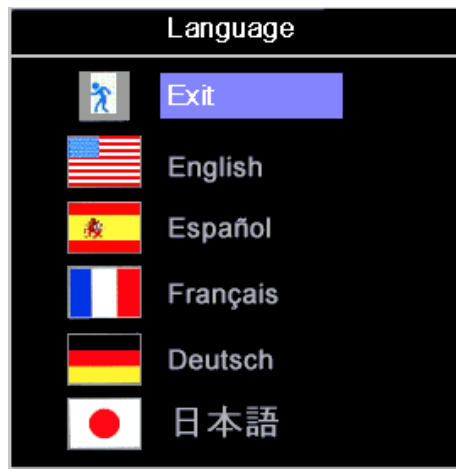 Language
Exit
English
Español
Français
Deutsch
日本語